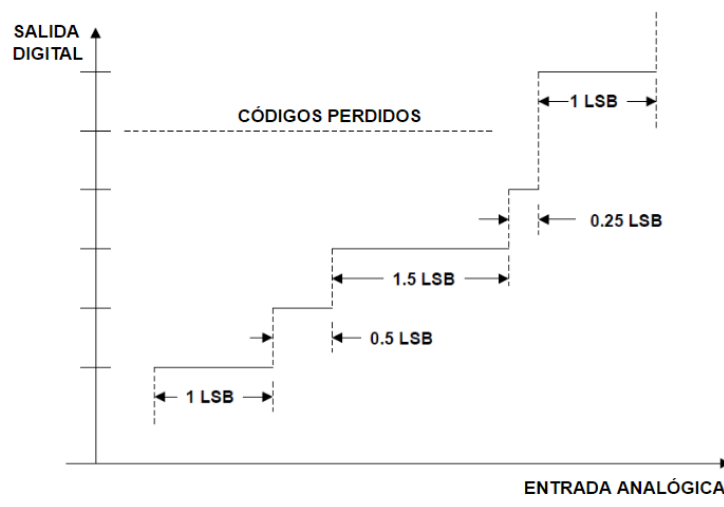 SALIDA
DIGITAL
CÓDIGOS PERDIDOS
1 LSB
0.25 LSB
1.5 LSB
0.5 LSB
1 LSB
ENTRADA ANALÓGICA